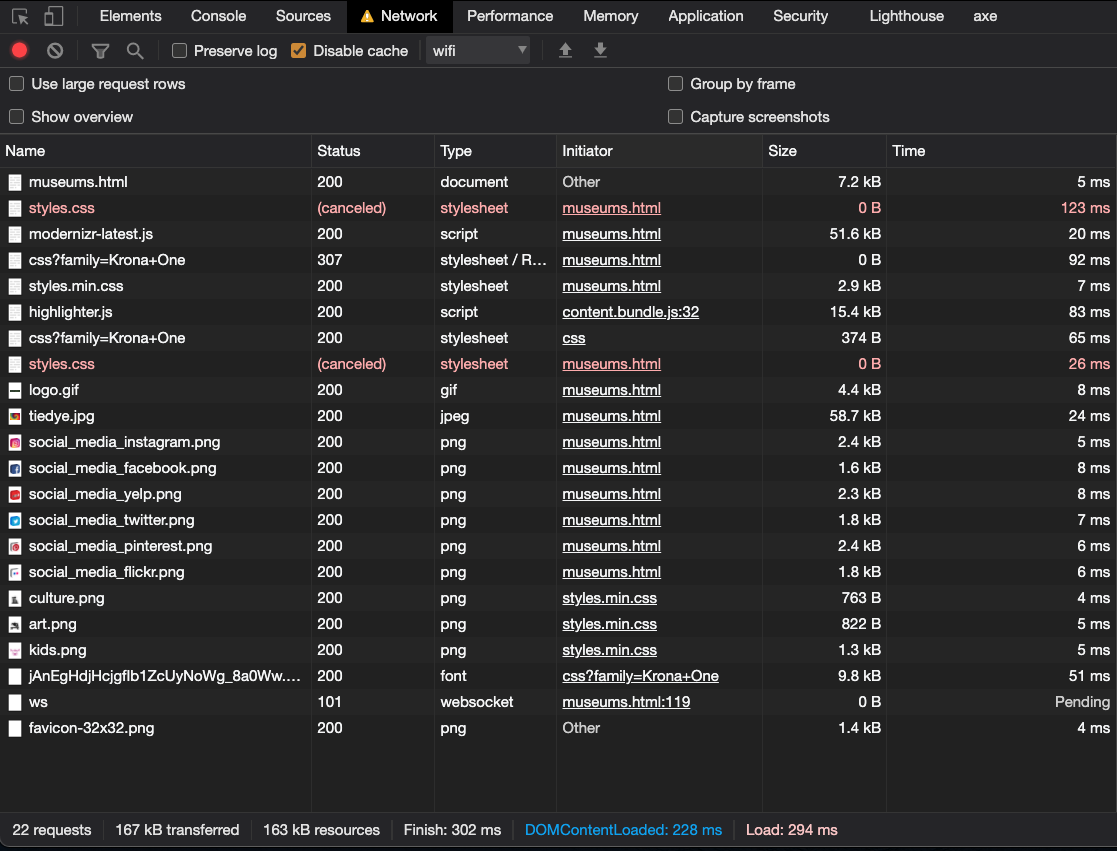 Elements Console Sources Network Performance Memory Application Security Lighthouse axe
Preserve log Disable cache wifi
Use large request rows Group by frame
Show overview Capture screenshots
Name Status Type Initiator Size Time
museums.html 200 document Other 7.2 kB 5 ms
styles.css (canceled) stylesheet museums.html 0 B 123 ms
modernizr-latest.js 200 script museums.html 51.6 kB 20 ms
css?family=Krona+One 307 stylesheet / R... museums.html 0 B 92 ms
styles.min.css 200 stylesheet museums.html 2.9 kB 7 ms
highlighter.js 200 script content.bundle.js:32 15.4 kB 83 ms
css?family=Krona+One 200 stylesheet css 374 B 65 ms
styles.css (canceled) stylesheet museums.html 0 B 26 ms
logo.gif 200 gif museums.html 4.4 kB 8 ms
tiedye.jpg 200 jpeg museums.html 58.7 kB 24 ms
social_media_instagram.png 200 png museums.html 2.4 kB 5 ms
social_media_facebook.png 200 png museums.html 1.6 kB 8 ms
social_media_yelp.png 200 png museums.html 2.3 kB 8 ms
social_media_twitter.png 200 png museums.html 1.8 kB 7 ms
social_media_pinterest.png 200 png museums.html 2.4 kB 6 ms
social_media_flickr.png 200 png museums.html 1.8 kB 6 ms
culture.png 200 png styles.min.css 763 B 4 ms
art.png 200 png styles.min.css 822 B 5 ms
kids.png 200 png styles.min.css 1.3 kB 5 ms
jAnEgHdjHcjgflb1ZcUyNoWg_8a0Ww.... 200 font css?family=Krona+One 9.8 kB 51 ms
ws 101 websocket museums.html:119 0 B Pending
favicon-32x32.png 200 png Other 1.4 kB 4 ms
22 requests 167 kB transferred 163 kB resources Finish: 302 ms DOMContentLoaded: 228 ms Load: 294 ms